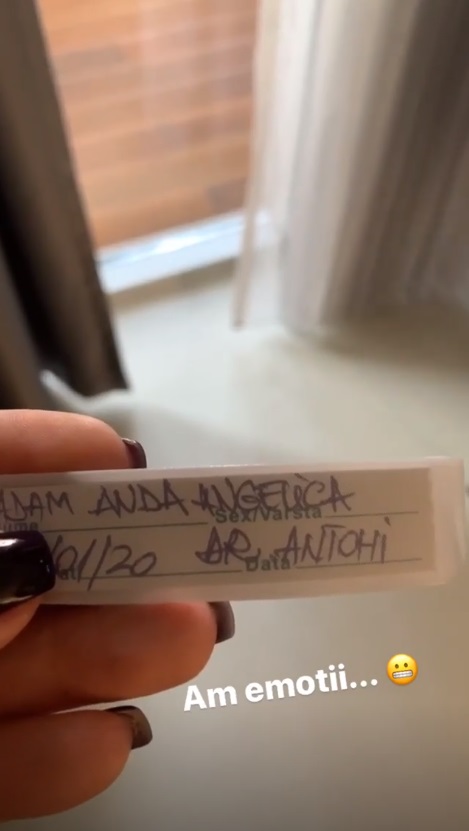 ADAM ANDA ANGELICA
Sex/Varsta
/01/20 DR. ANTOHI
Data
Am emotii... 😬